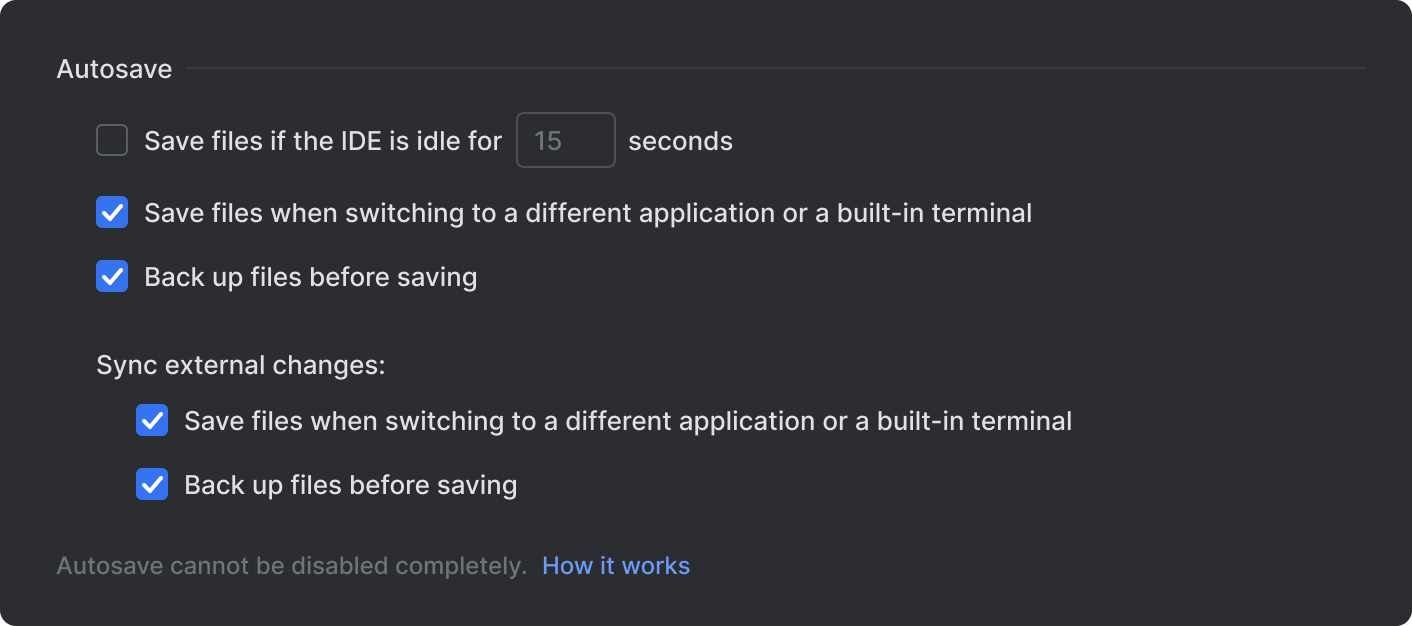 Autosave
Save files if the IDE is idle for 15 seconds
Save files when switching to a different application or a built-in terminal
Back up files before saving
Sync external changes:
Save files when switching to a different application or a built-in terminal
Back up files before saving
Autosave cannot be disabled completely. How it works